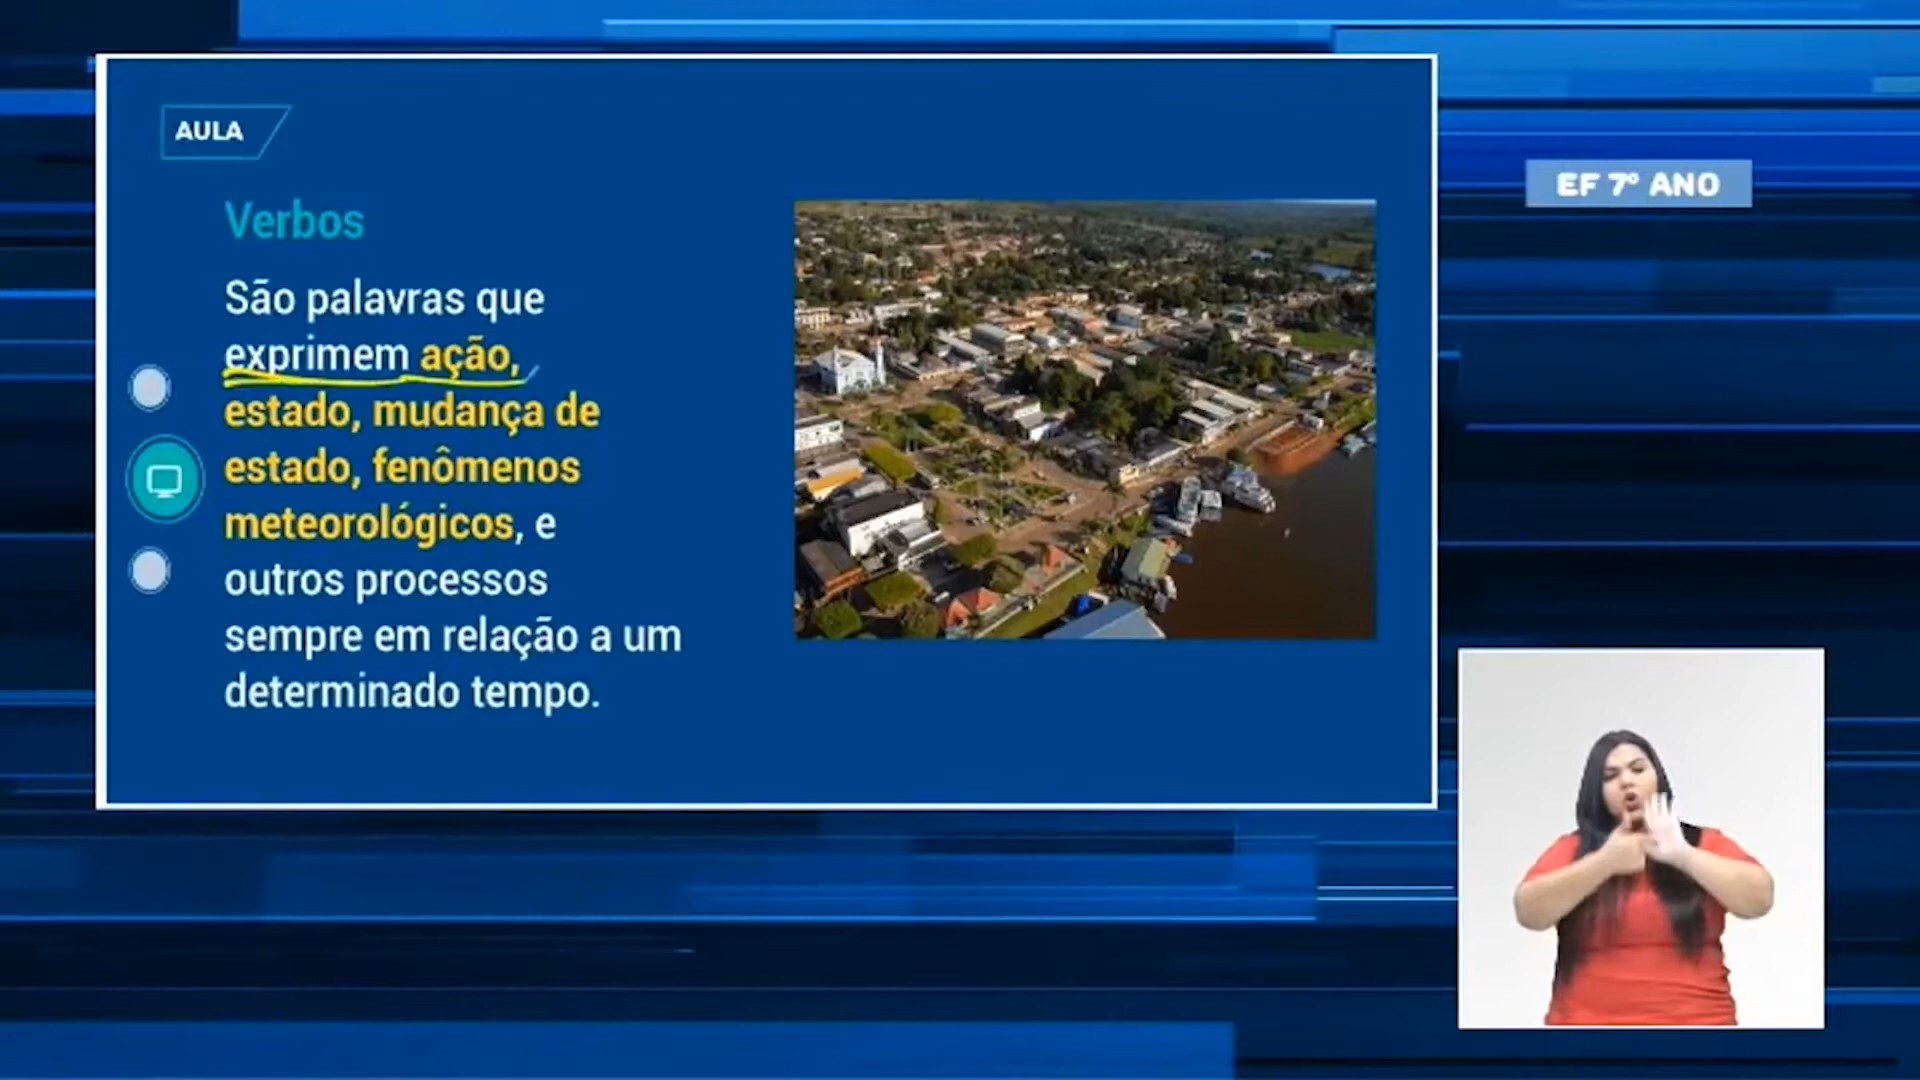 AULA
EF 7º ANO
Verbos
São palavras que
exprimem ação,
estado, mudança de
estado, fenômenos
meteorológicos, e
outros processos
sempre em relação a um
determinado tempo.